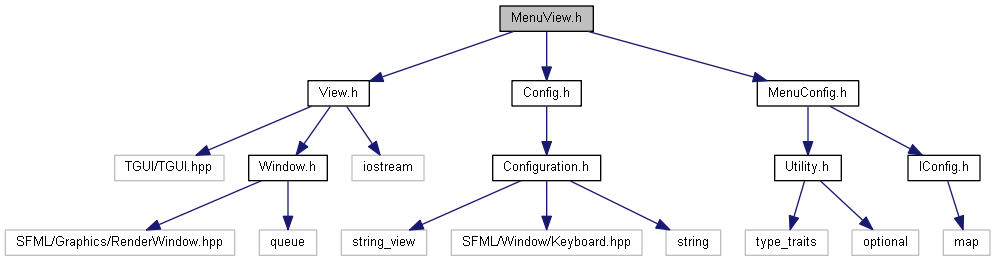 MenuView.h
View.h
Config.h
MenuConfig.h
TGUI/TGUI.hpp
Window.h
iostream
Configuration.h
Utility.h
IConfig.h
SFML/Graphics/RenderWindow.hpp
queue
string_view
SFML/Window/Keyboard.hpp
string
type_traits
optional
map